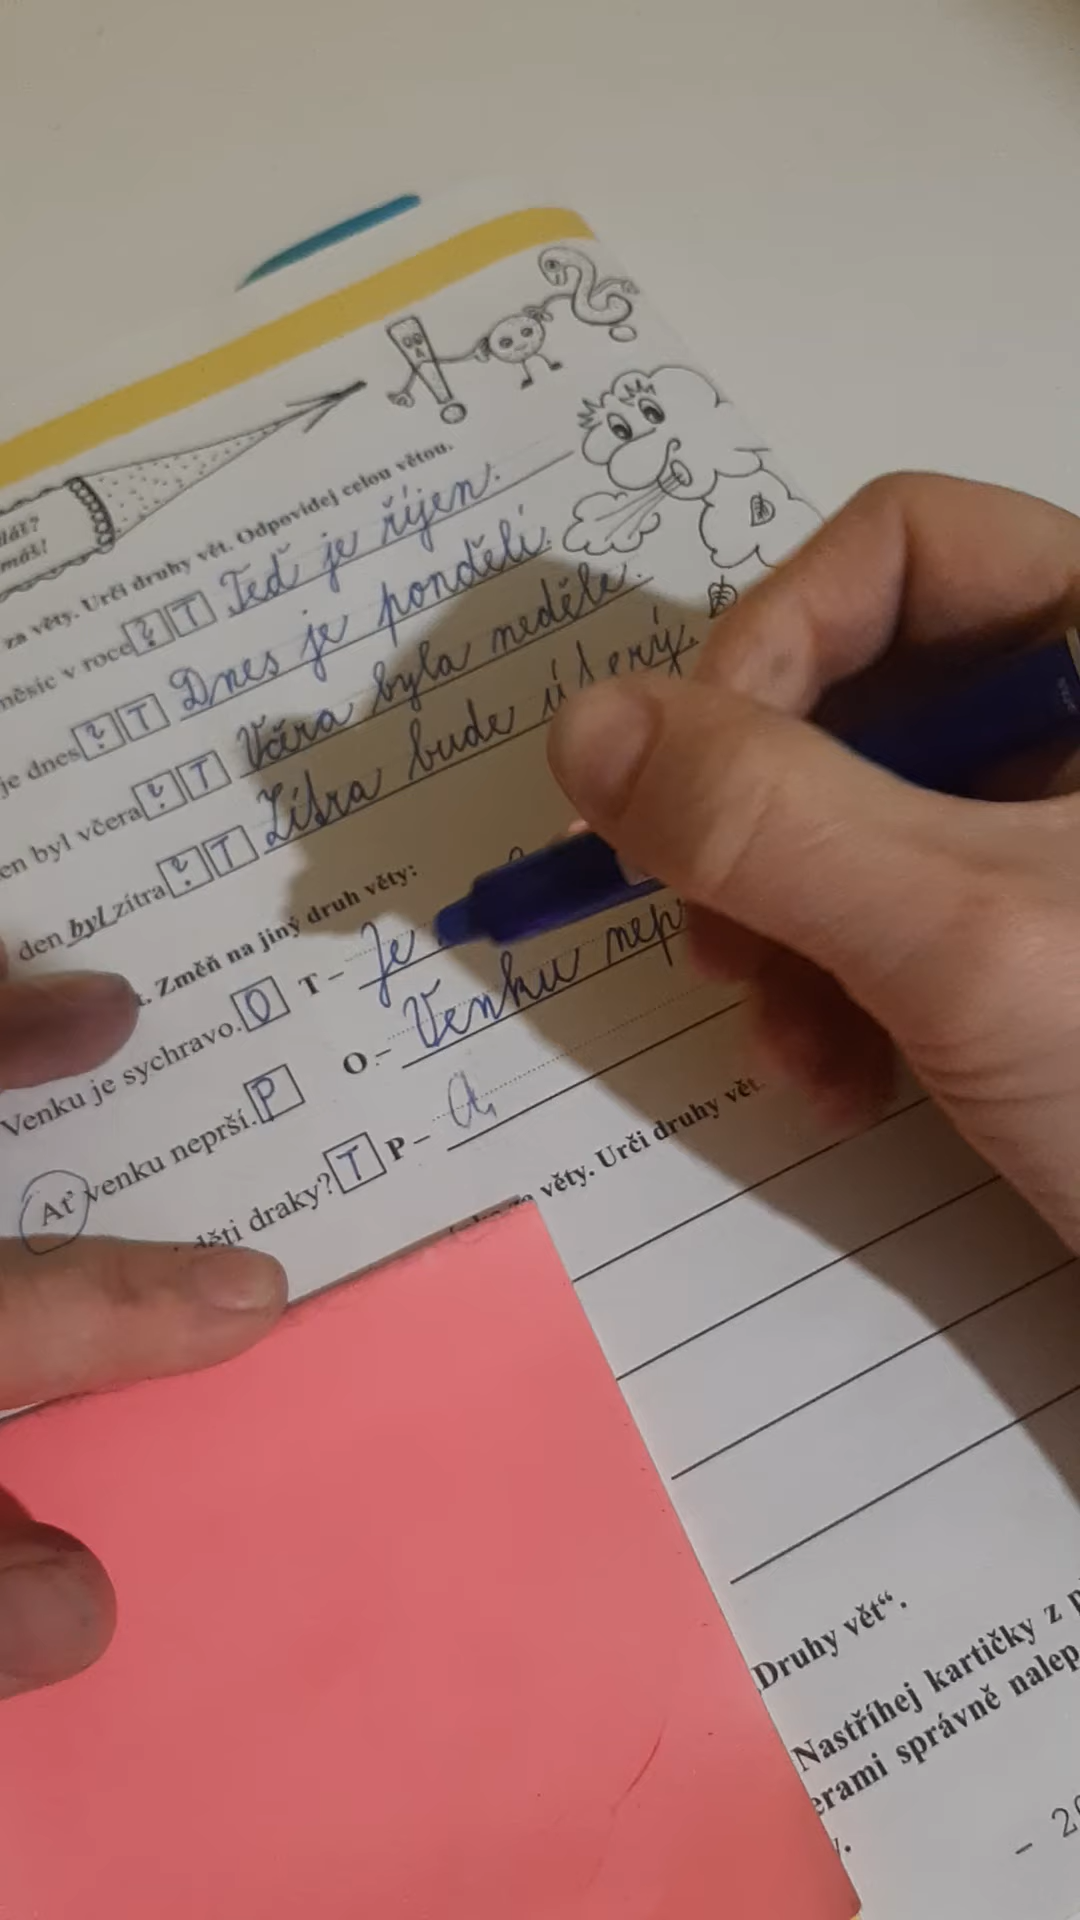 dáš?
máš!
za věty. Urči druhy vět. Odpovídej celou větou.
měsíc v roce ? T Teď je říjen.
je dnes ? T Dnes je pondělí.
en byl včera ? T Včera byla neděle.
den byl zítra ? T Zítra bude úterý.
t. Změň na jiný druh věty:
Venku je sychravo. O T – Je
Ať venku neprší. P O – Venku nep
děti draky? T P –
věty. Urči druhy vět.
Druhy vět“.
Nastříhej kartičky z p
erami správně nalep
– 20